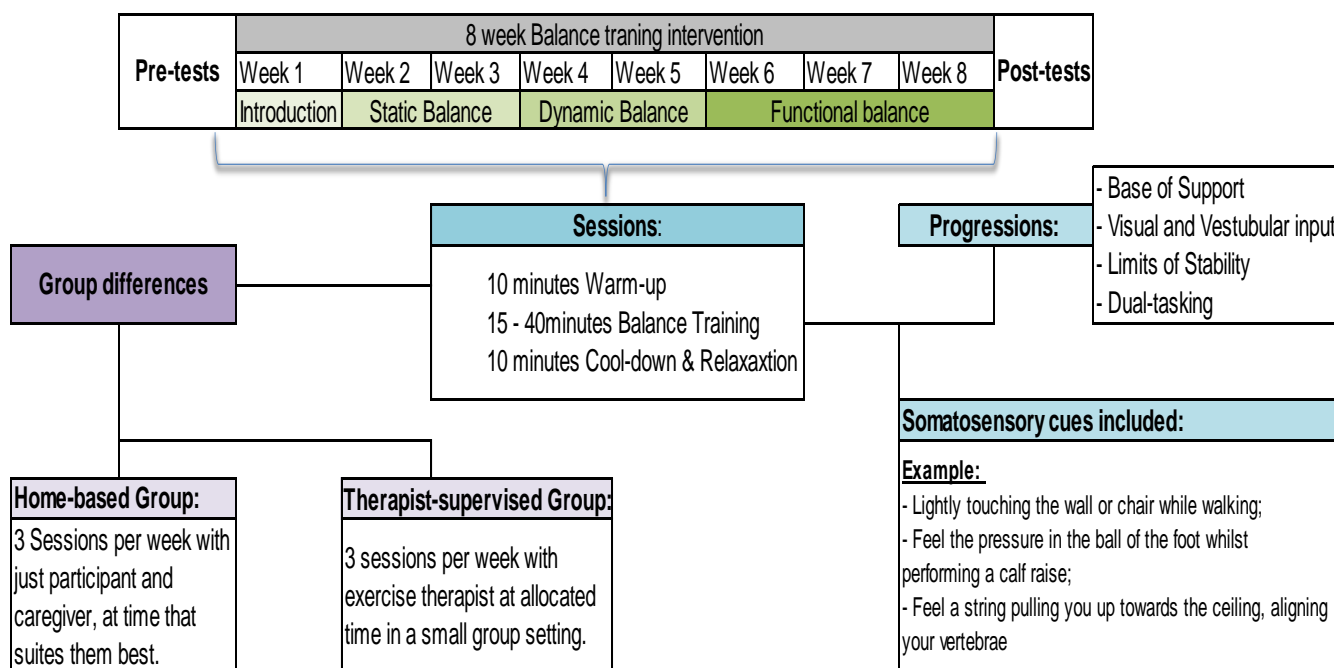 8 week Balance traning intervention
Pre-tests
Week 1 Week 2 Week 3 Week 4 Week 5 Week 6 Week 7 Week 8
Post-tests
Introduction Static Balance Dynamic Balance Functional balance
Sessions:
10 minutes Warm-up
15 - 40minutes Balance Training
10 minutes Cool-down & Relaxaxtion
Progressions:
- Base of Support
- Visual and Vestubular input
- Limits of Stability
- Dual-tasking
Group differences
Home-based Group:
3 Sessions per week with
just participant and
caregiver, at time that
suites them best.
Therapist-supervised Group:
3 sessions per week with
exercise therapist at allocated
time in a small group setting.
Somatosensory cues included:
Example:
- Lightly touching the wall or chair while walking;
- Feel the pressure in the ball of the foot whilst
performing a calf raise;
- Feel a string pulling you up towards the ceiling, aligning
your vertebrae